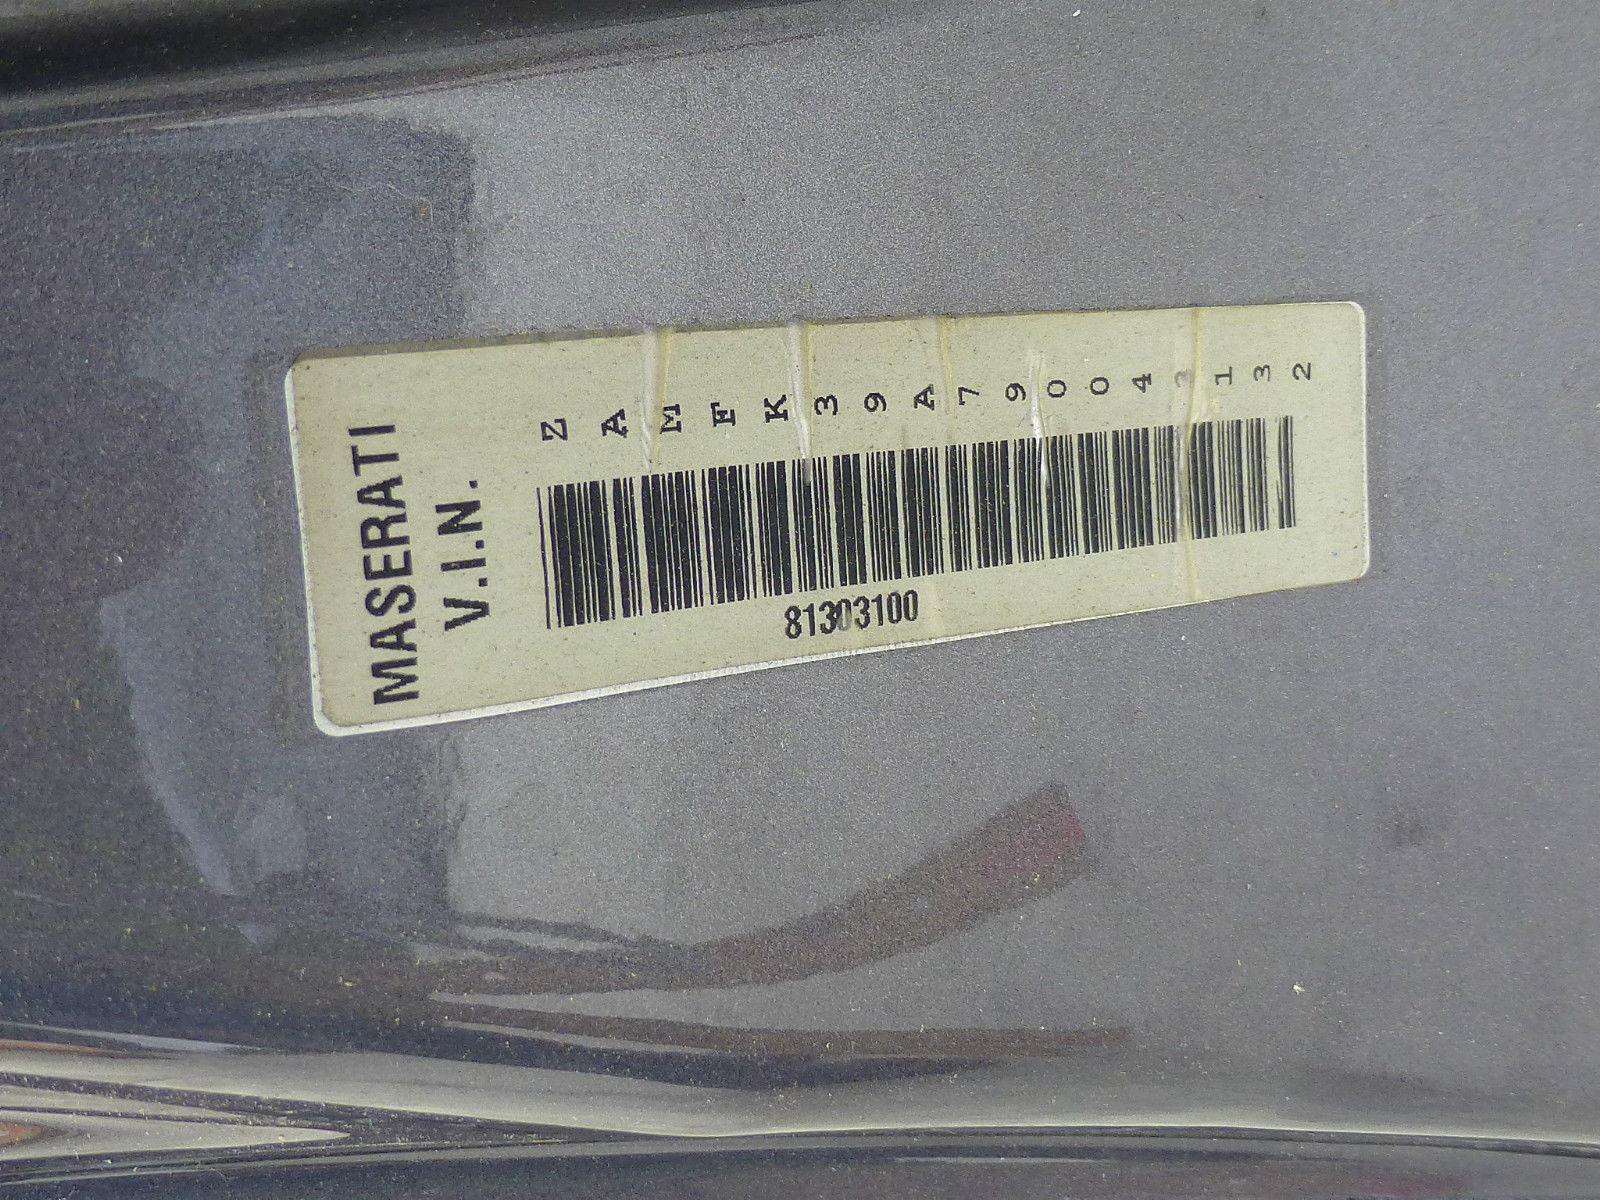 MASERATI
V.I.N.
ZAMFK39A790043132
81303100